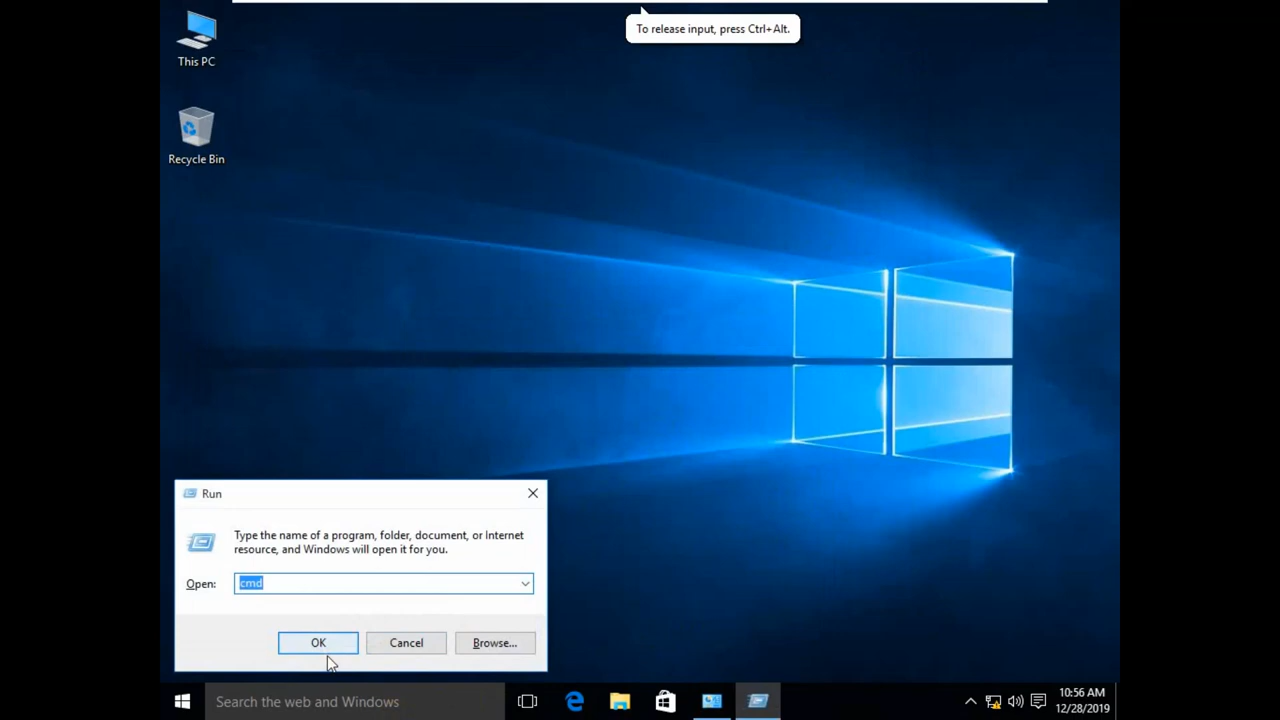 To release input, press Ctrl+Alt.
This PC
Recycle Bin
Run
Type the name of a program, folder, document, or Internet
resource, and Windows will open it for you.
Open:
cmd
OK
Cancel
Browse...
Search the web and Windows
10:56 AM
12/28/2019